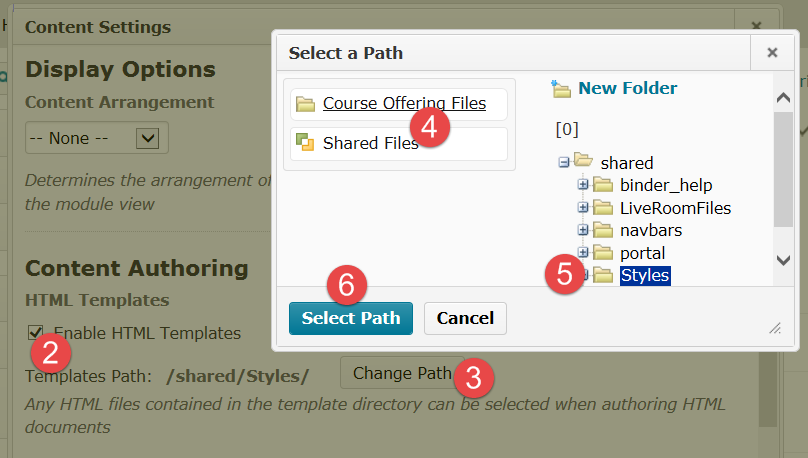 Content Settings
×
Display Options
Content Arrangement
-- None --
Determines the arrangement of
the module view
Content Authoring
HTML Templates
Enable HTML Templates
2
Templates Path: /shared/Styles/
Change Path
3
Any HTML files contained in the template directory can be selected when authoring HTML
documents
Select a Path
×
Course Offering Files
4
Shared Files
New Folder
[0]
shared
binder_help
LiveRoomFiles
navbars
portal
5
Styles
6
Select Path
Cancel